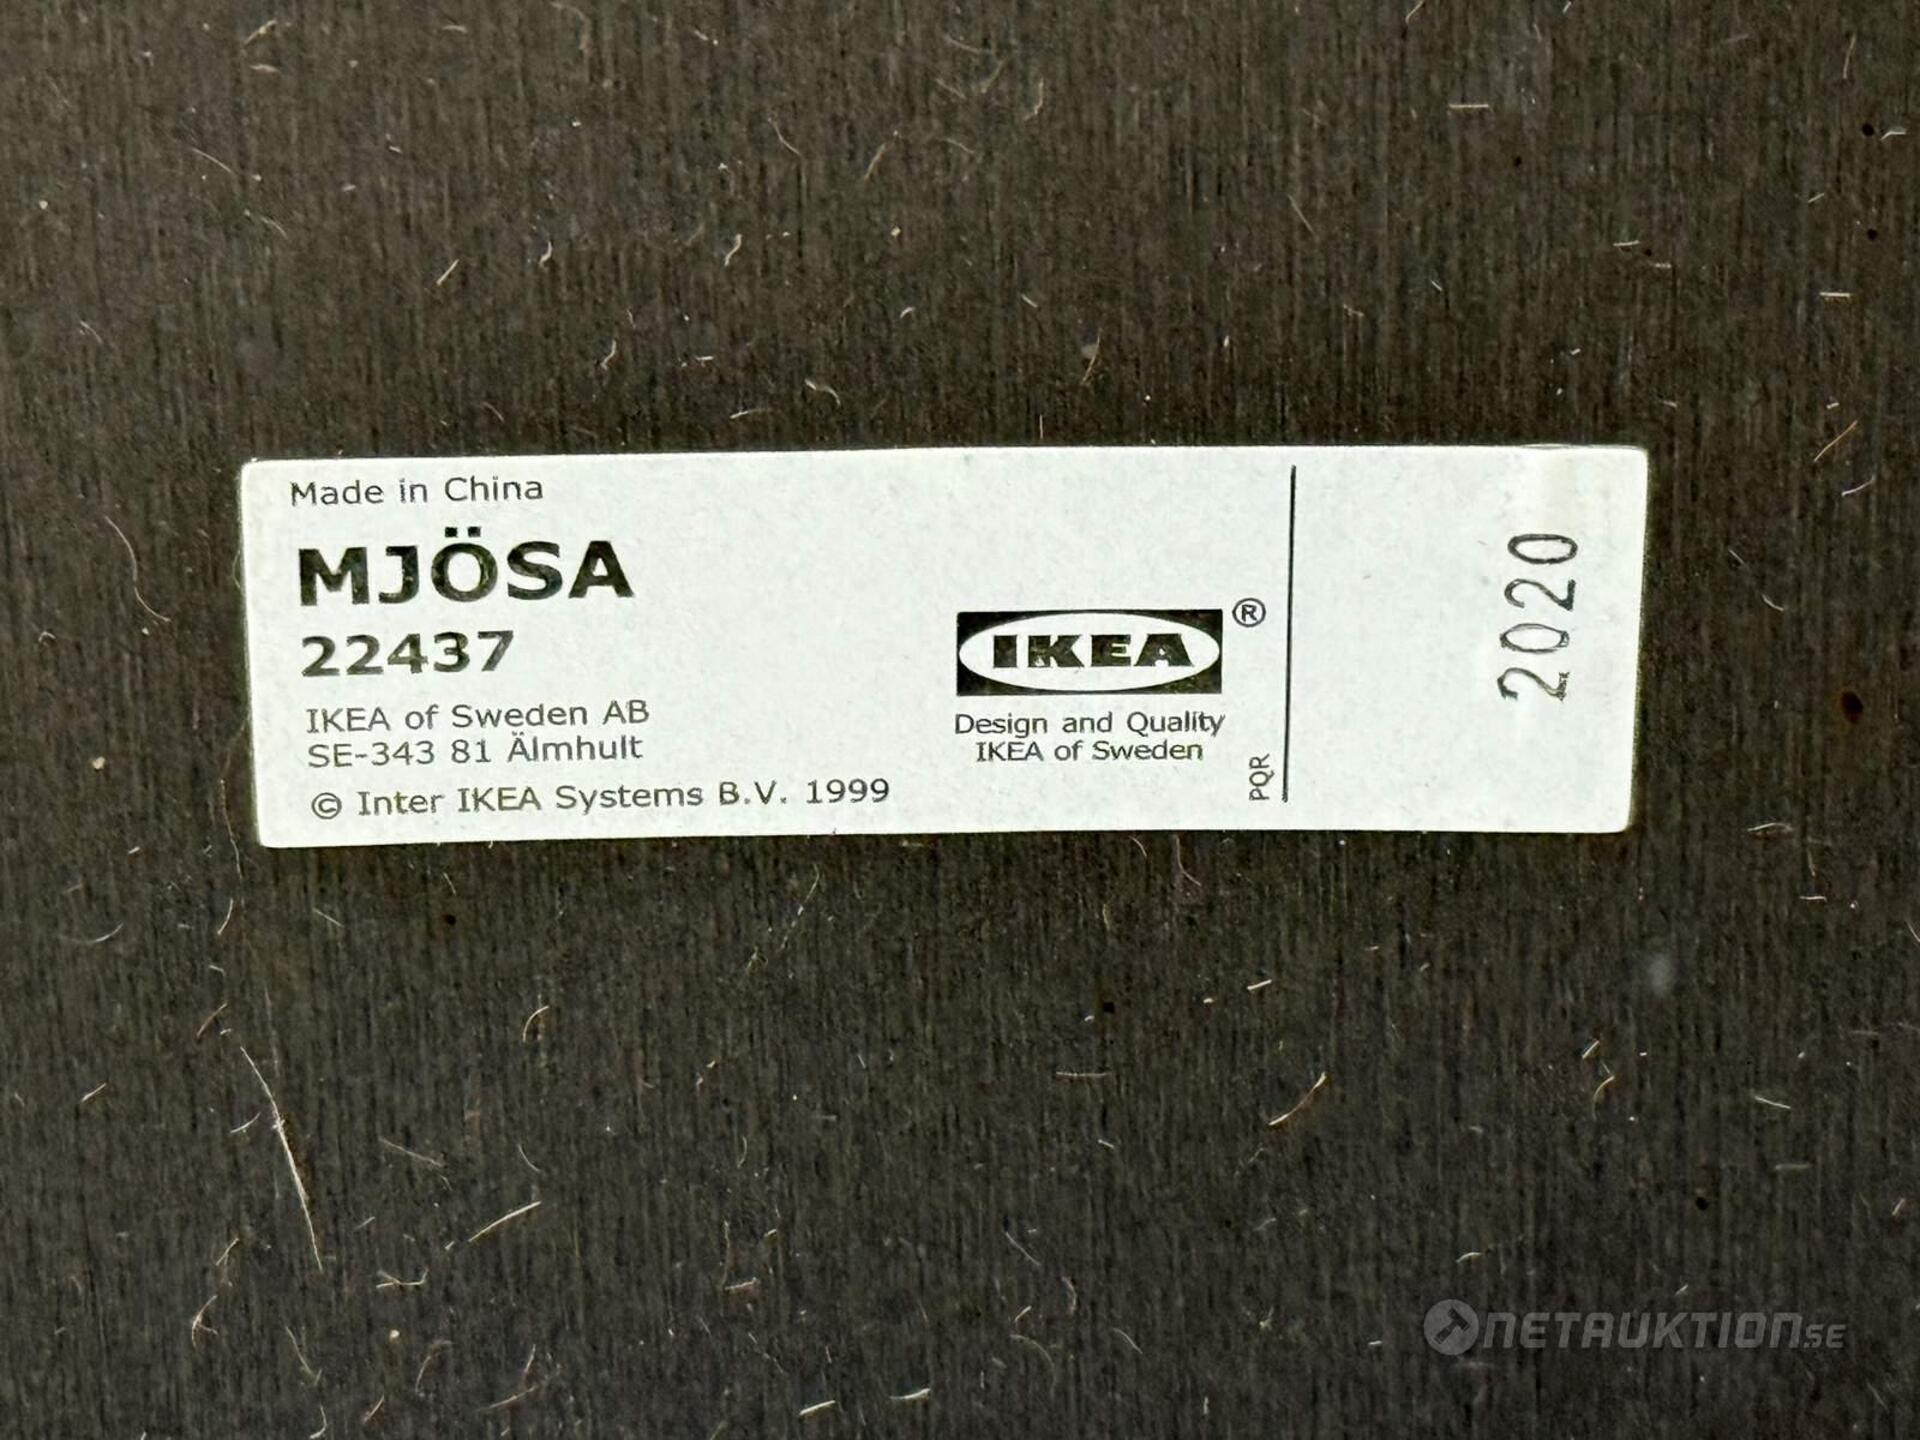 Made in China
MJÖSA
22437
IKEA of Sweden AB
SE-343 81 Älmhult
© Inter IKEA Systems B.V. 1999
IKEA ®
Design and Quality
IKEA of Sweden
PQR
2020
NETAUKTION.SE